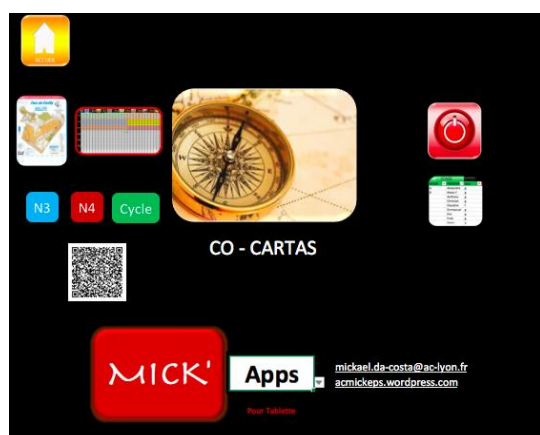 ACCUEIL
N3
N4
Cycle
CO - CARTAS
MICK'
Apps
mickael.da-costa@ac-lyon.fr
acmickeps.wordpress.com
Pour Tablette